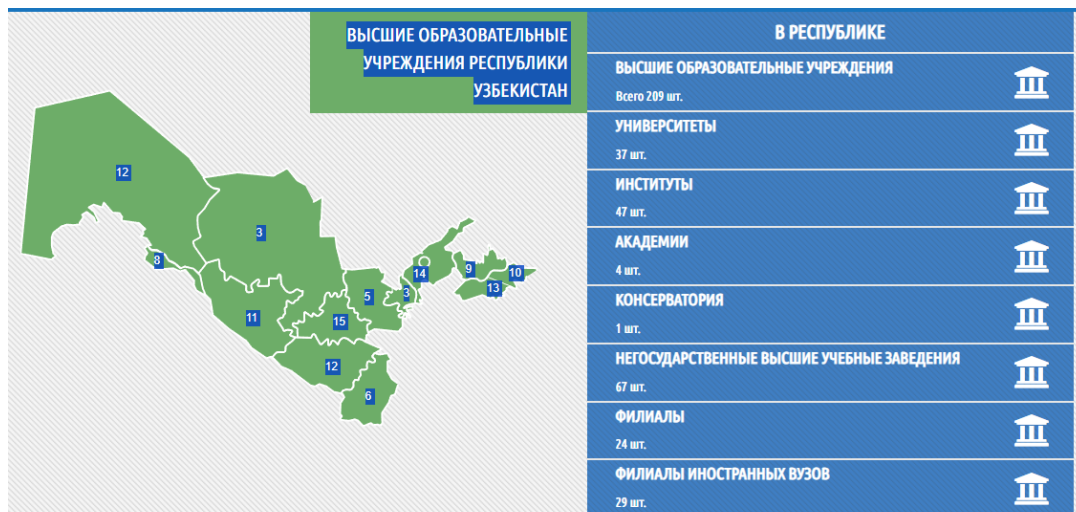 ВЫСШИЕ ОБРАЗОВАТЕЛЬНЫЕ
УЧРЕЖДЕНИЯ РЕСПУБЛИКИ
УЗБЕКИСТАН
12
3
8
14
9
10
13
5
3
11
15
12
6
В РЕСПУБЛИКЕ
ВЫСШИЕ ОБРАЗОВАТЕЛЬНЫЕ УЧРЕЖДЕНИЯ
Всего 209 шт.
УНИВЕРСИТЕТЫ
37 шт.
ИНСТИТУТЫ
47 шт.
АКАДЕМИИ
4 шт.
КОНСЕРВАТОРИЯ
1 шт.
НЕГОСУДАРСТВЕННЫЕ ВЫСШИЕ УЧЕБНЫЕ ЗАВЕДЕНИЯ
67 шт.
ФИЛИАЛЫ
24 шт.
ФИЛИАЛЫ ИНОСТРАННЫХ ВУЗОВ
29 шт.